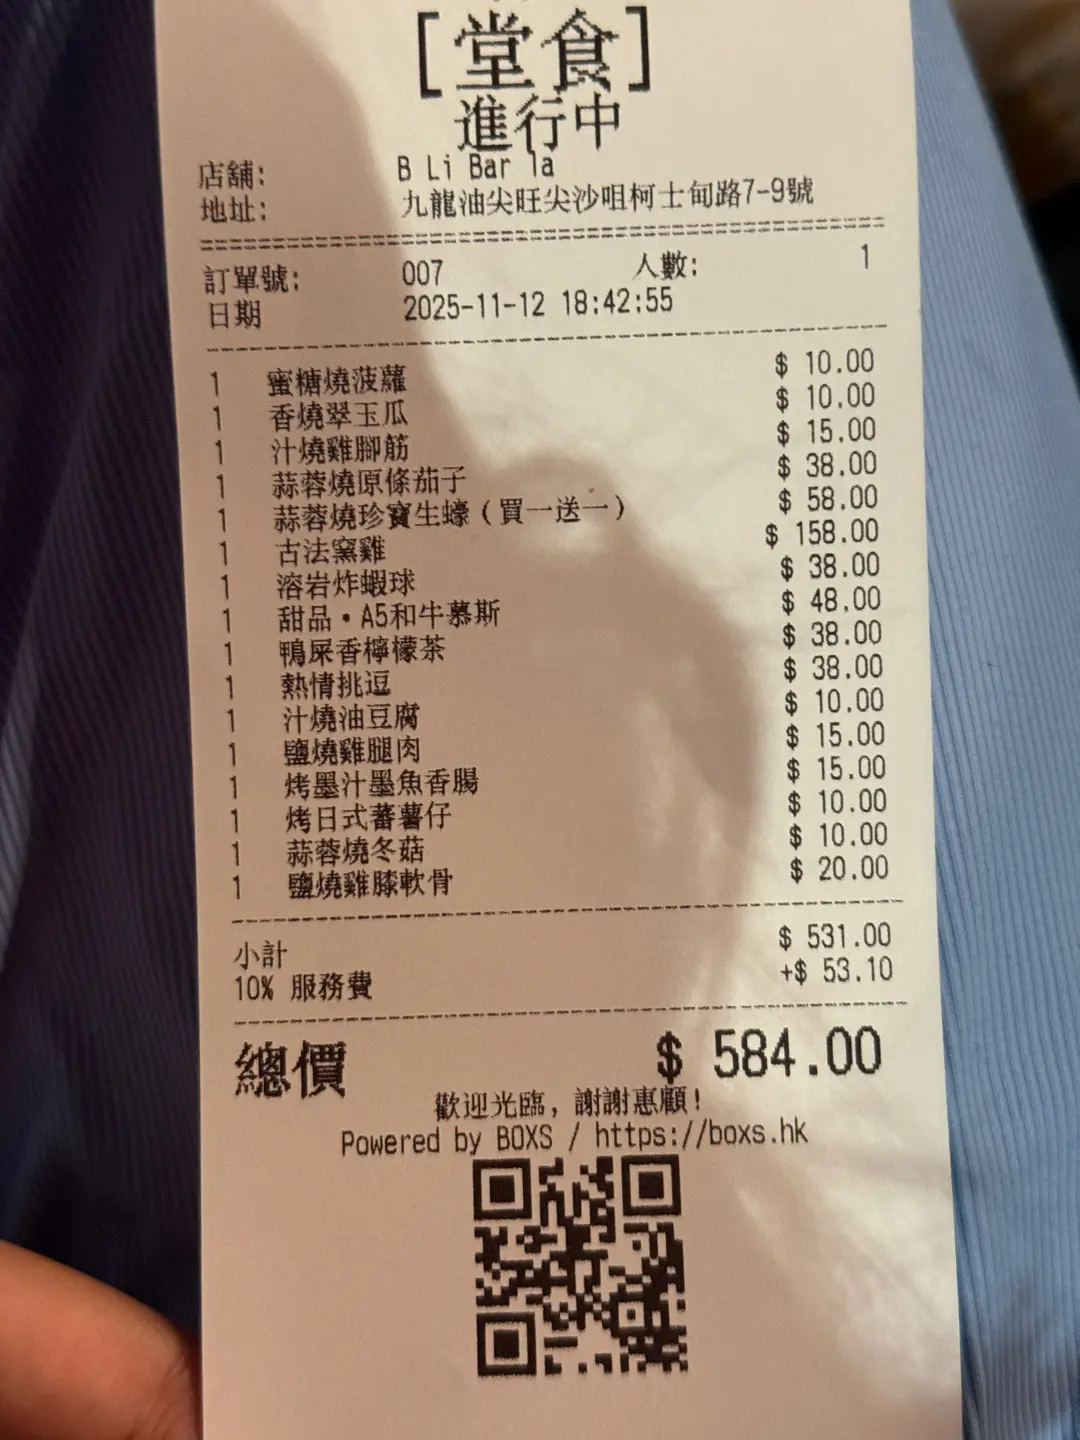 [堂食]
進行中
店舖: B Li Bar la
地址: 九龍油尖旺尖沙咀柯士甸路7-9號
訂單號: 007 人數: 1
日期 2025-11-12 18:42:55
1 蜜糖燒菠蘿 $ 10.00
1 香燒翠玉瓜 $ 10.00
1 汁燒雞腳筋 $ 15.00
1 蒜蓉燒原條茄子 $ 38.00
1 蒜蓉燒珍寶生蠔（買一送一） $ 58.00
1 古法窯雞 $ 158.00
1 溶岩炸蝦球 $ 38.00
1 甜品・A5和牛慕斯 $ 48.00
1 鴨屎香檸檬茶 $ 38.00
1 熱情挑逗 $ 38.00
1 汁燒油豆腐 $ 10.00
1 鹽燒雞腿肉 $ 15.00
1 烤墨汁墨魚香腸 $ 15.00
1 烤日式蕃薯仔 $ 10.00
1 蒜蓉燒冬菇 $ 10.00
1 鹽燒雞膝軟骨 $ 20.00
小計 $ 531.00
10% 服務費 +$ 53.10
總價 $ 584.00
歡迎光臨, 謝謝惠顧!
Powered by BOXS / https://boxs.hk